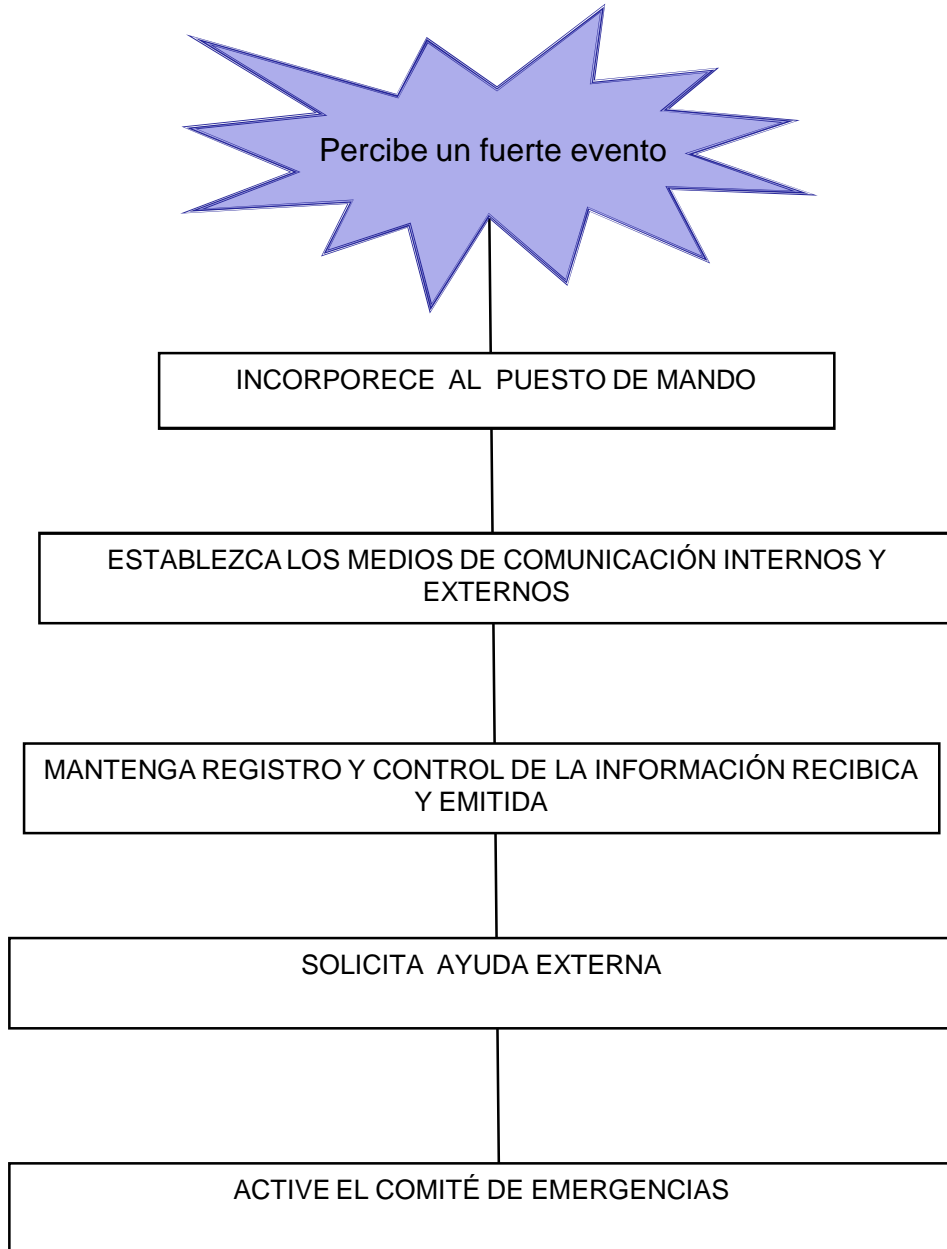 Percibe un fuerte evento
INCORPORECE AL PUESTO DE MANDO
ESTABLEZCA LOS MEDIOS DE COMUNICACIÓN INTERNOS Y
EXTERNOS
MANTENGA REGISTRO Y CONTROL DE LA INFORMACIÓN RECIBICA
Y EMITIDA
SOLICITA AYUDA EXTERNA
ACTIVE EL COMITÉ DE EMERGENCIAS